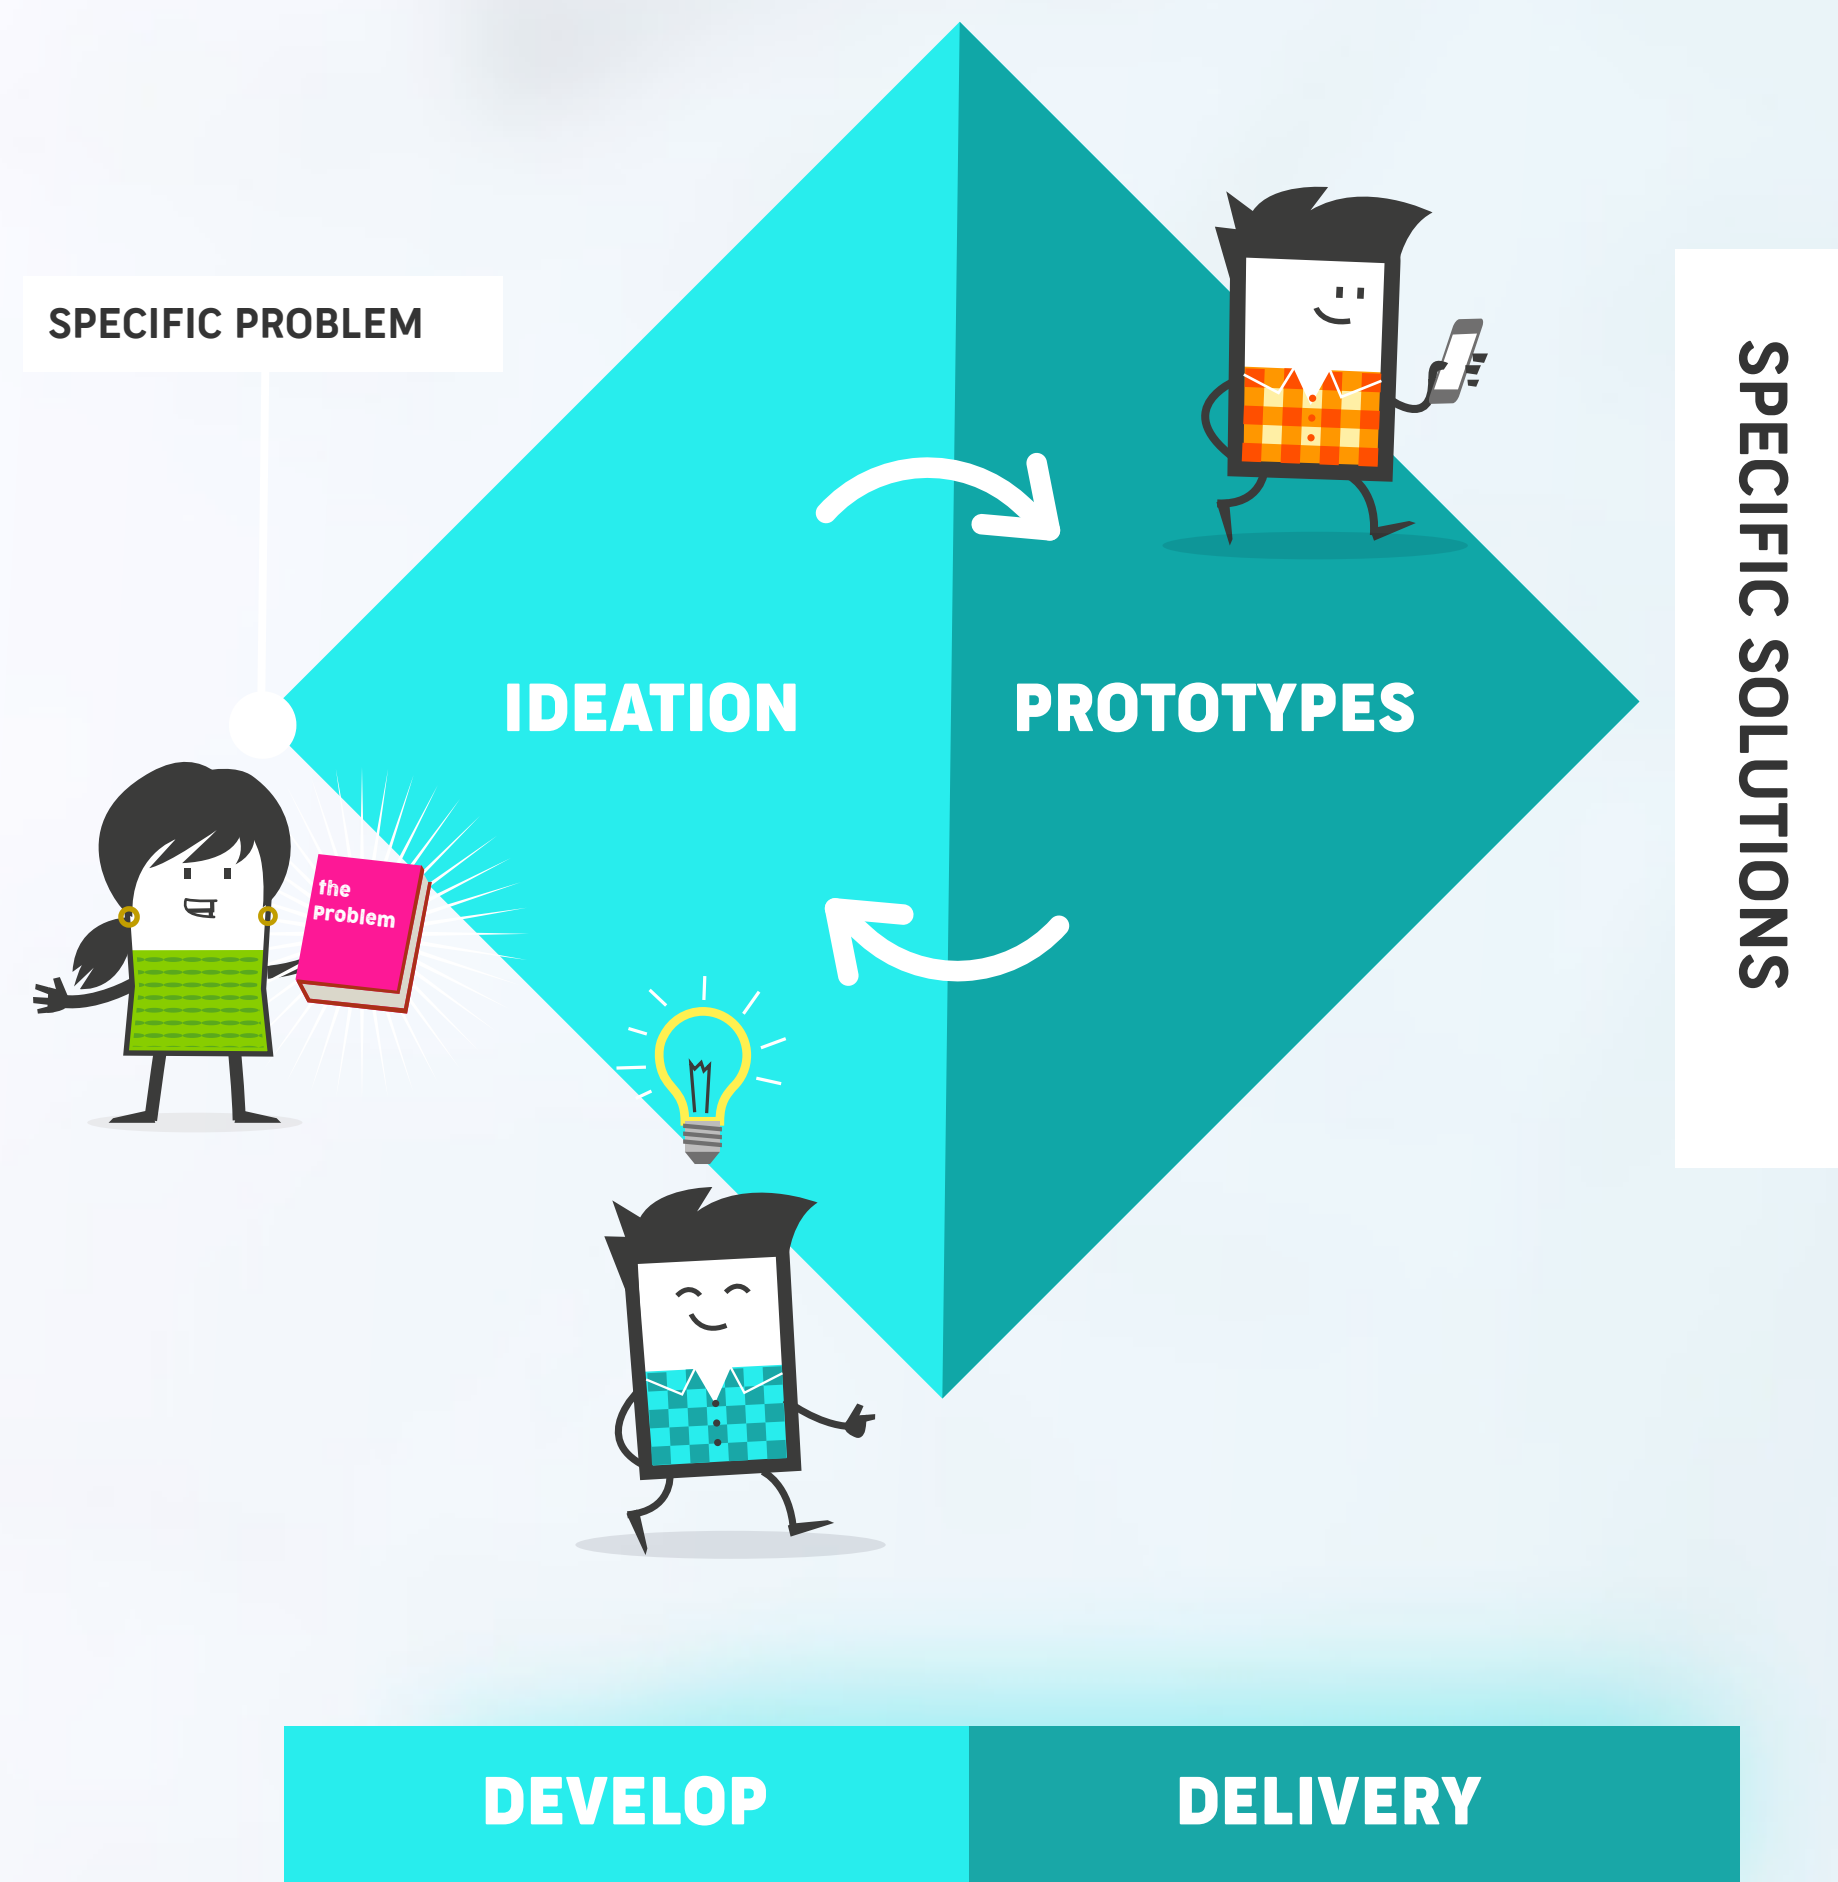 SPECIFIC PROBLEM
IDEATION
PROTOTYPES
SPECIFIC SOLUTIONS
the
Problem
DEVELOP
DELIVERY